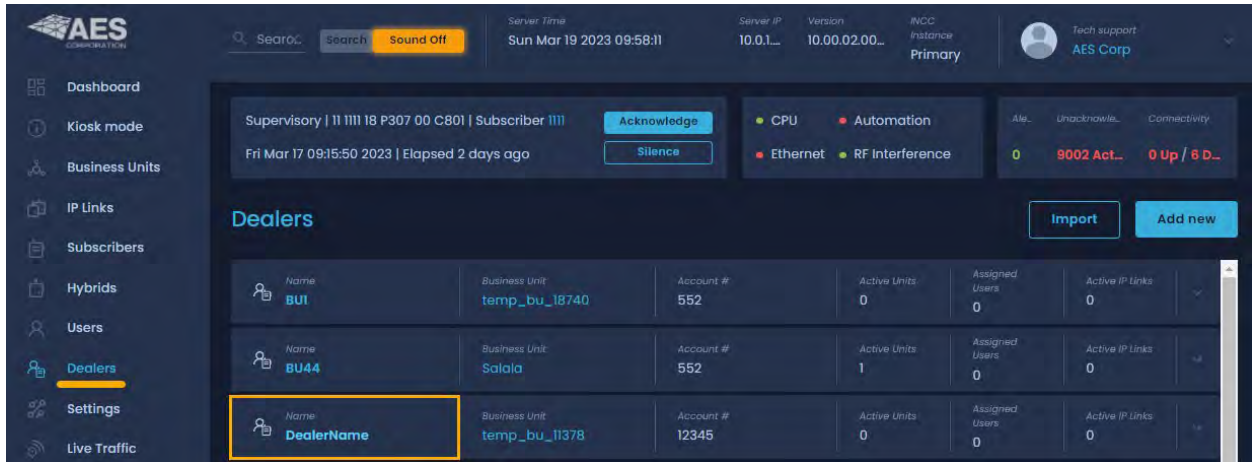 AES
CORPORATION
Searc.. Search Sound Off
Server Time
Sun Mar 19 2023 09:58:11
Server IP
10.0.1....
Version
10.00.02.00...
INCC
Instance
Primary
Tech support
AES Corp
Dashboard
Kiosk mode
Business Units
IP Links
Subscribers
Hybrids
Users
Dealers
Settings
Live Traffic
Supervisory | 11 1111 18 P307 00 C801 | Subscriber 1111
Acknowledge
Fri Mar 17 09:15:50 2023 | Elapsed 2 days ago
Silence
CPU Automation
Ethernet RF Interference
Ale... Unacknowle... Connectivity
0 9002 Act... 0 Up / 6 D...
Dealers
Import Add new
Name Business Unit Account # Active Units Assigned Users Active IP Links
BU1 temp_bu_18740 552 0 0 0
Name Business Unit Account # Active Units Assigned Users Active IP Links
BU44 Salala 552 1 0 0
Name Business Unit Account # Active Units Assigned Users Active IP Links
DealerName temp_bu_11378 12345 0 0 0